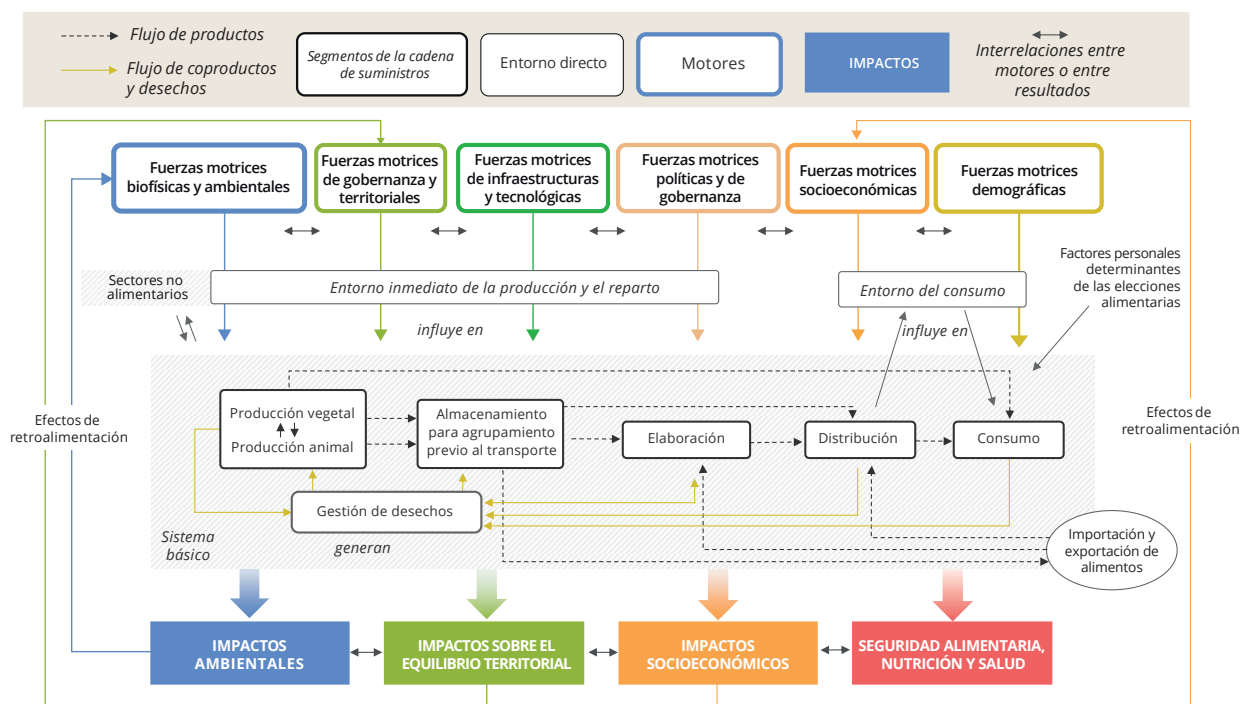 Flujo de productos
Flujo de coproductos
y desechos
Segmentos de la cadena
de suministros
Entorno directo
Motores
IMPACTOS
Interrelaciones entre
motores o entre
resultados
Fuerzas motrices
biofísicas y ambientales
Fuerzas motrices
de gobernanza y
territoriales
Fuerzas motrices
de infraestructuras
y tecnológicas
Fuerzas motrices
políticas y de
gobernanza
Fuerzas motrices
socioeconómicas
Fuerzas motrices
demográficas
Sectores no
alimentarios
Entorno inmediato de la producción y el reparto
Entorno del consumo
Factores personales
determinantes
de las elecciones
alimentarias
influye en
influye en
Efectos de
retroalimentación
Producción vegetal
Producción animal
Almacenamiento
para agrupamiento
previo al transporte
Elaboración
Distribución
Consumo
Efectos de
retroalimentación
Gestión de desechos
Sistema
básico
generan
Importación y
exportación de
alimentos
IMPACTOS
AMBIENTALES
IMPACTOS SOBRE EL
EQUILIBRIO TERRITORIAL
IMPACTOS
SOCIOECONÓMICOS
SEGURIDAD ALIMENTARIA,
NUTRICIÓN Y SALUD